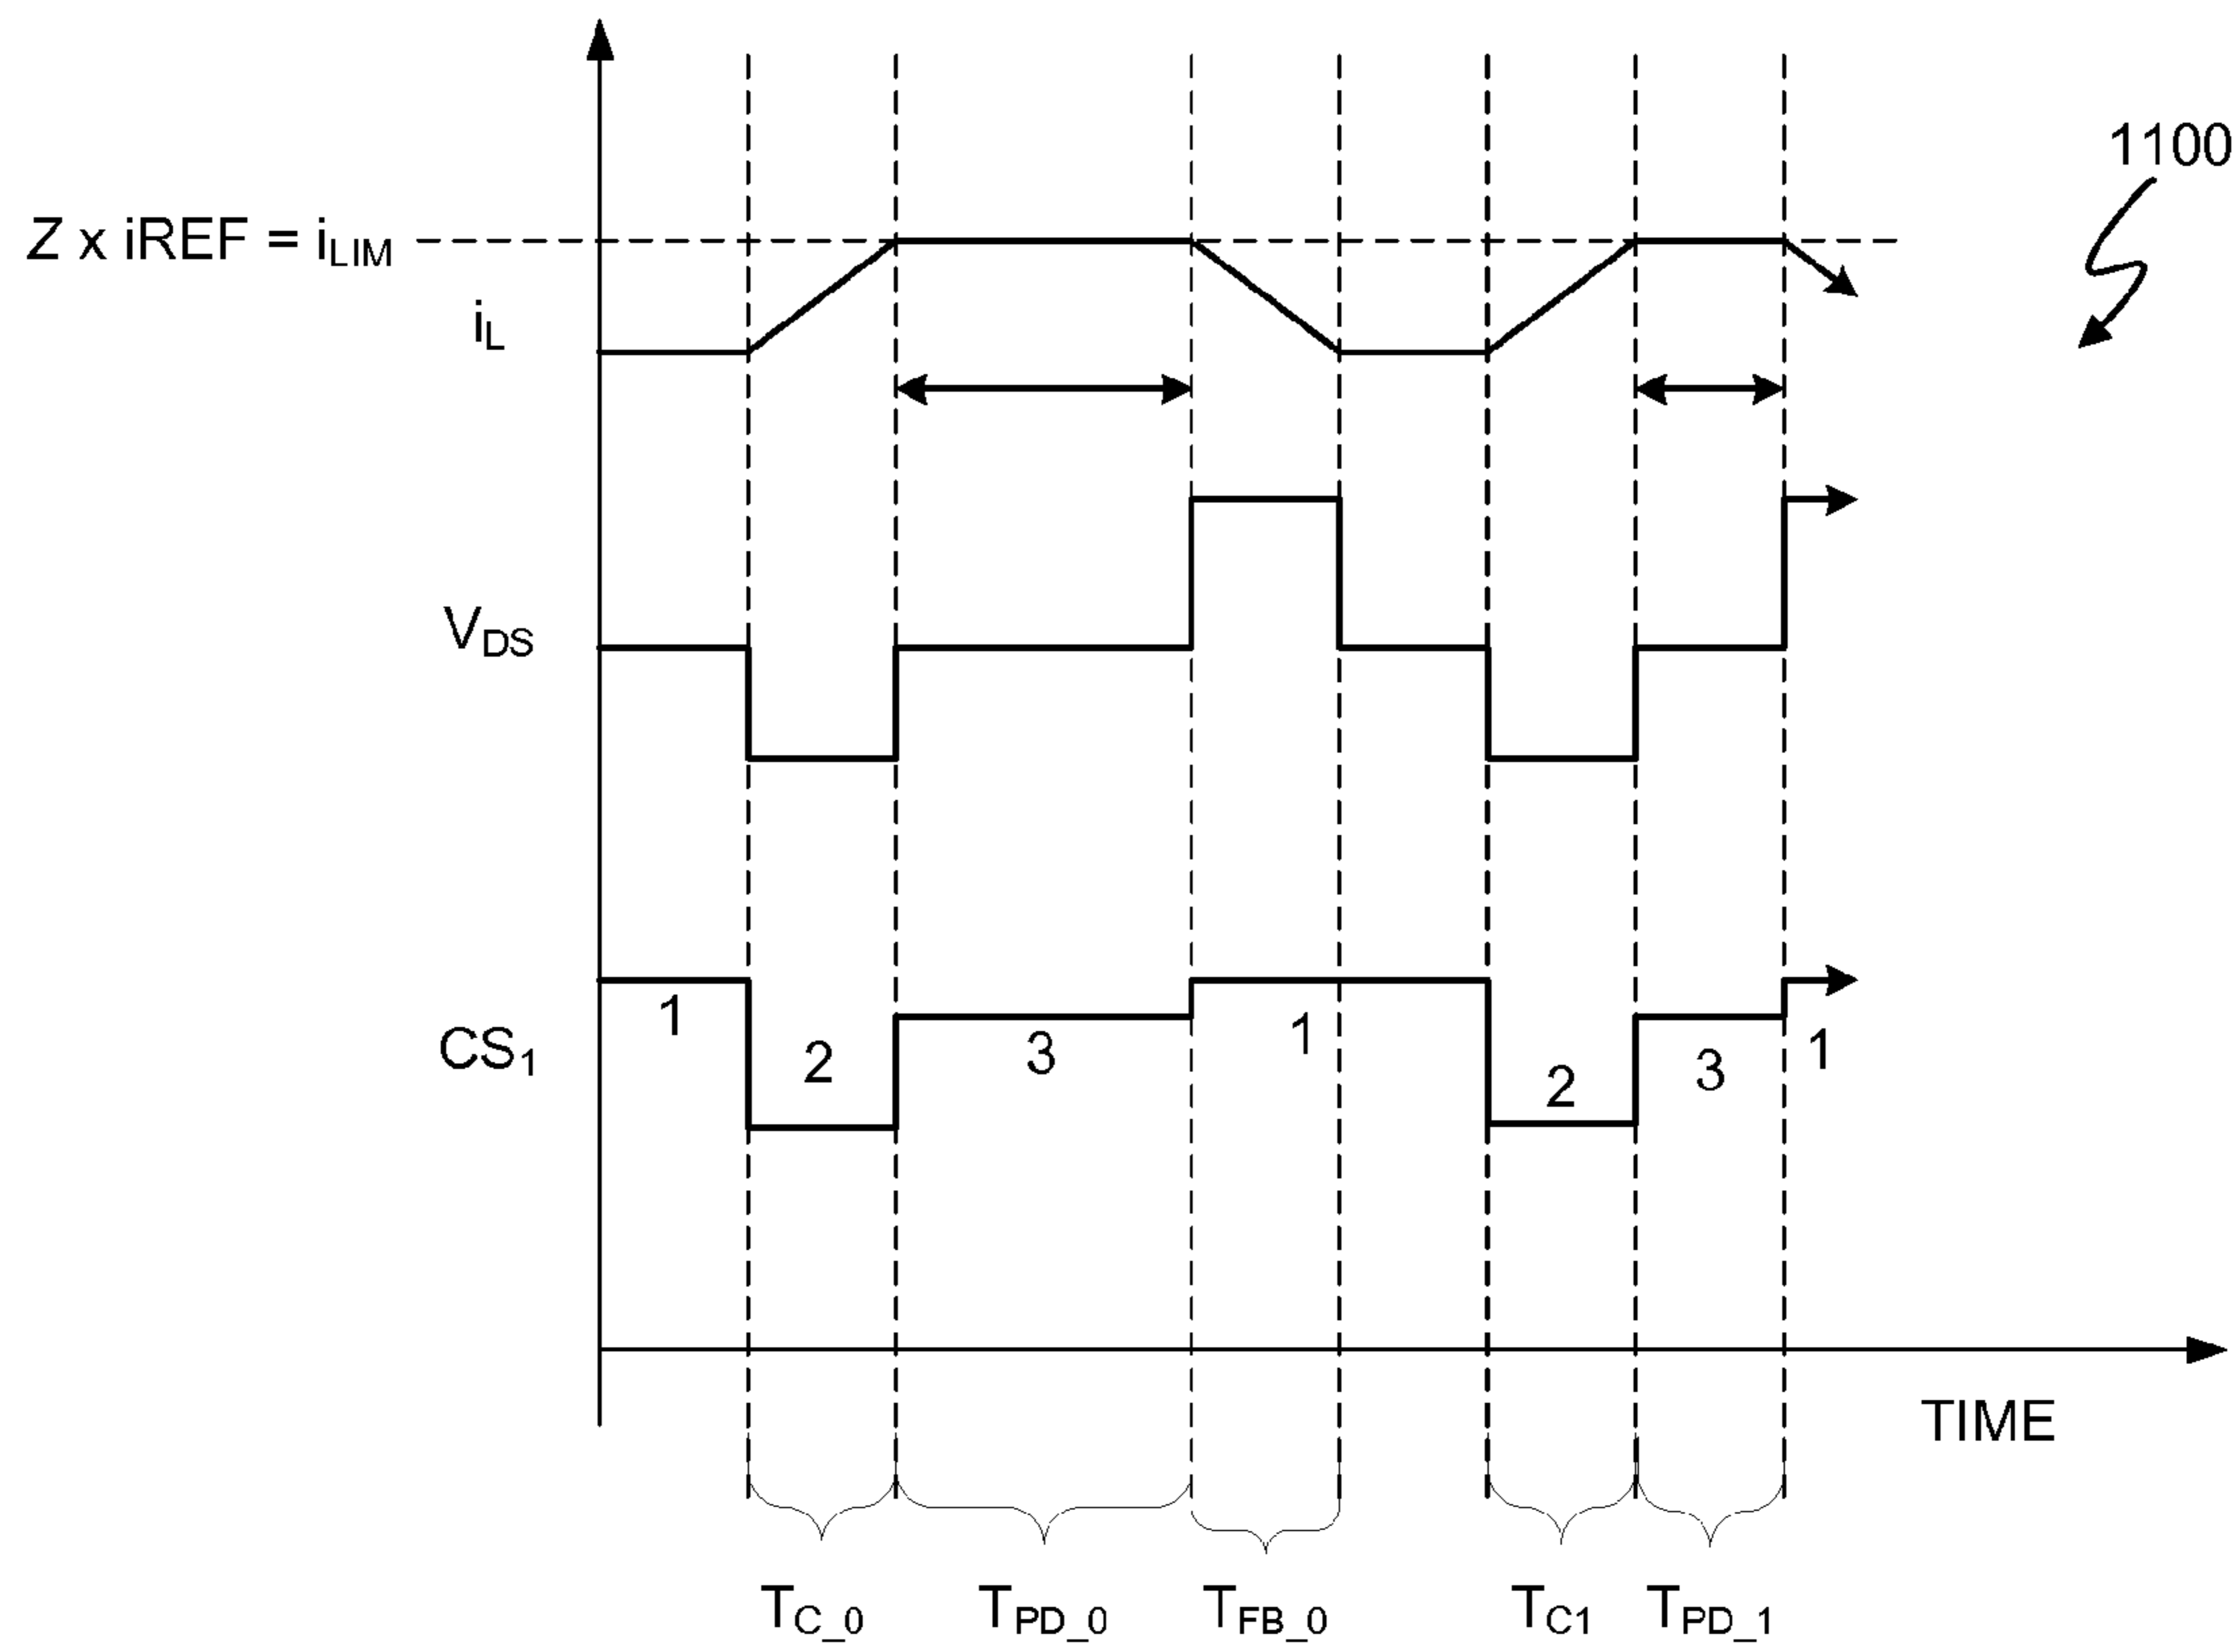 1100
Z x iREF = iLIM
iL
VDS
CS1
1
2
3
1
2
3
1
TIME
TC_0
TPD_0
TFB_0
TC1
TPD_1